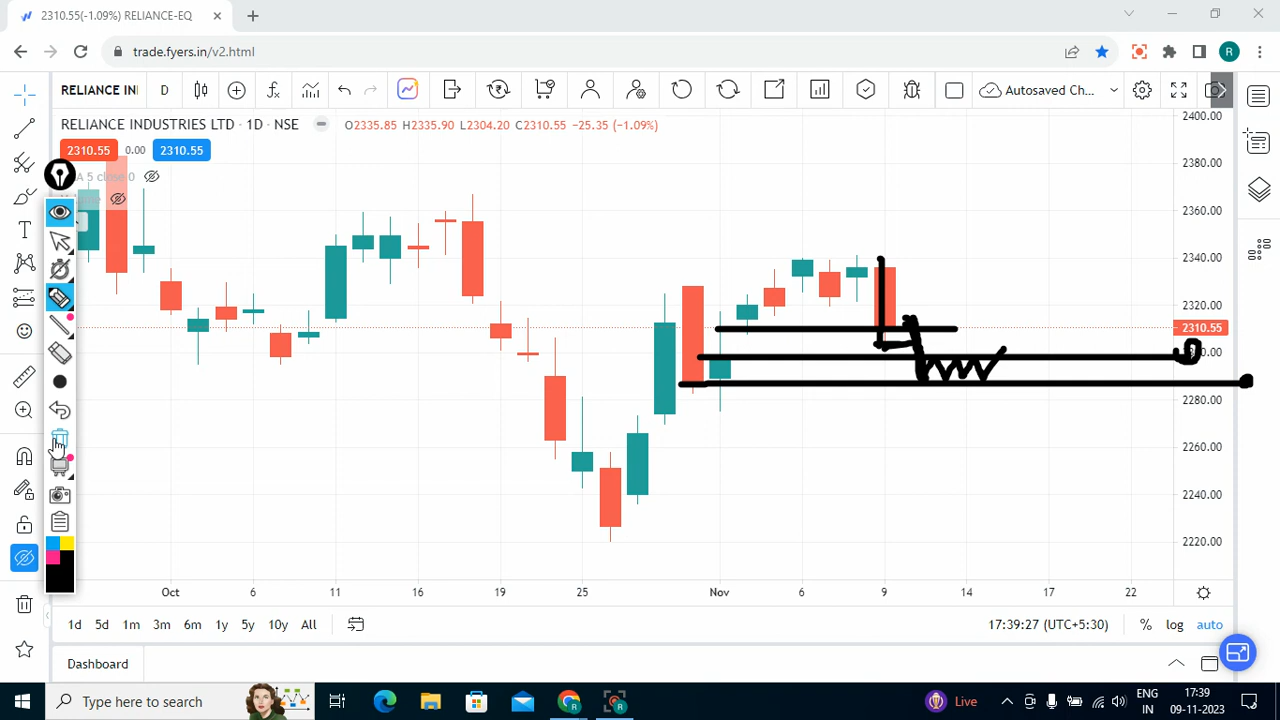 2310.55(-1.09%) RELIANCE-EQ
trade.fyers.in/v2.html
R
RELIANCE IN
D
Autosaved Ch...
RELIANCE INDUSTRIES LTD · 1D · NSE
O2335.85 H2335.90 L2304.20 C2310.55 −25.35 (−1.09%)
2310.55 0.00 2310.55
A 5 close 0
2400.00
2380.00
2360.00
2340.00
2320.00
2310.55
2300.00
2280.00
2260.00
2240.00
2220.00
Oct 6 11 16 19 25 Nov 6 9 14 17 22
1d 5d 1m 3m 6m 1y 5y 10y All
17:39:27 (UTC+5:30) % log auto
Dashboard
Type here to search
Live
ENG
IN
17:39
09-11-2023